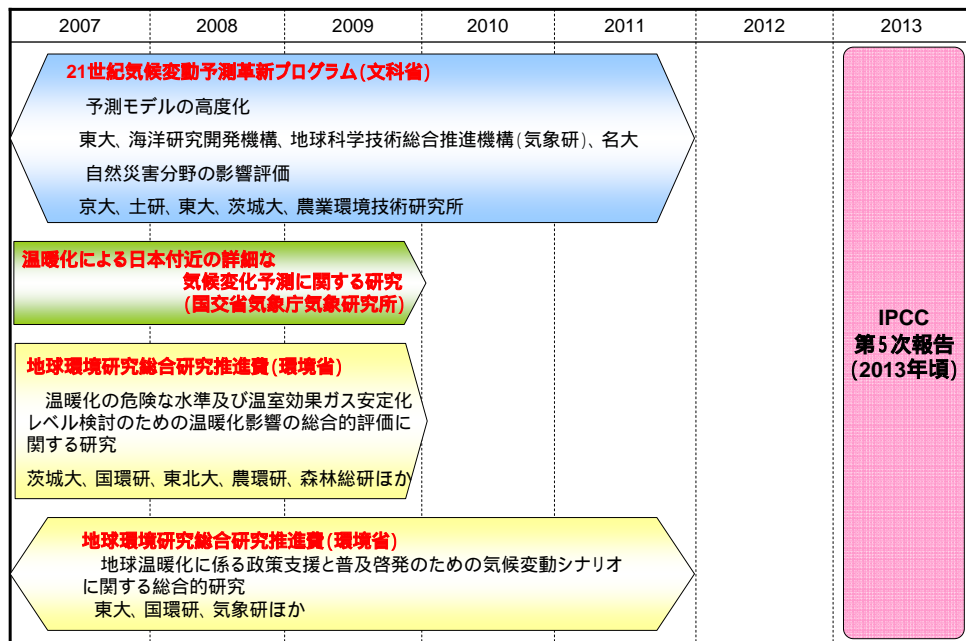 2007 2008 2009 2010 2011 2012 2013
21世紀気候変動予測革新プログラム(文科省)
予測モデルの高度化
東大、海洋研究開発機構、地球科学技術総合推進機構(気象研)、名大
自然災害分野の影響評価
京大、土研、東大、茨城大、農業環境技術研究所
温暖化による日本付近の詳細な
気候変化予測に関する研究
(国交省気象庁気象研究所)
地球環境研究総合研究推進費(環境省)
温暖化の危険な水準及び温室効果ガス安定化
レベル検討のための温暖化影響の総合的評価に
関する研究
茨城大、国環研、東北大、農環研、森林総研ほか
地球環境研究総合研究推進費(環境省)
地球温暖化に係る政策支援と普及啓発のための気候変動シナリオ
に関する総合的研究
東大、国環研、気象研ほか
IPCC
第5次報告
(2013年頃)